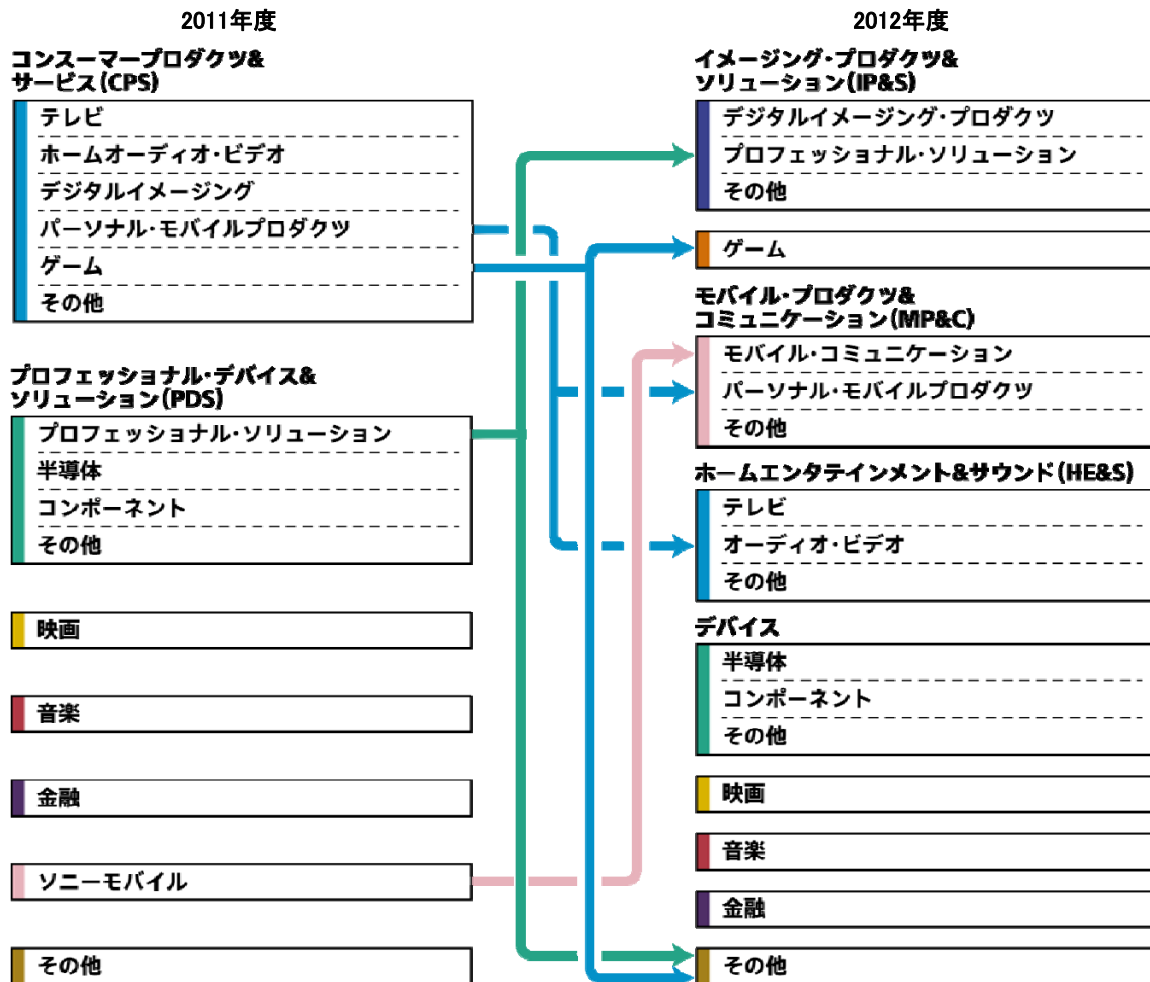 2011年度
コンスーマープロダクツ&
サービス(CPS)
テレビ
ホームオーディオ・ビデオ
デジタルイメージング
パーソナル・モバイルプロダクツ
ゲーム
その他
プロフェッショナル・デバイス&
ソリューション(PDS)
プロフェッショナル・ソリューション
半導体
コンポーネント
その他
映画
音楽
金融
ソニーモバイル
その他
2012年度
イメージング・プロダクツ&
ソリューション(IP&S)
デジタルイメージング・プロダクツ
プロフェッショナル・ソリューション
その他
ゲーム
モバイル・プロダクツ&
コミュニケーション(MP&C)
モバイル・コミュニケーション
パーソナル・モバイルプロダクツ
その他
ホームエンタテインメント&サウンド(HE&S)
テレビ
オーディオ・ビデオ
その他
デバイス
半導体
コンポーネント
その他
映画
音楽
金融
その他